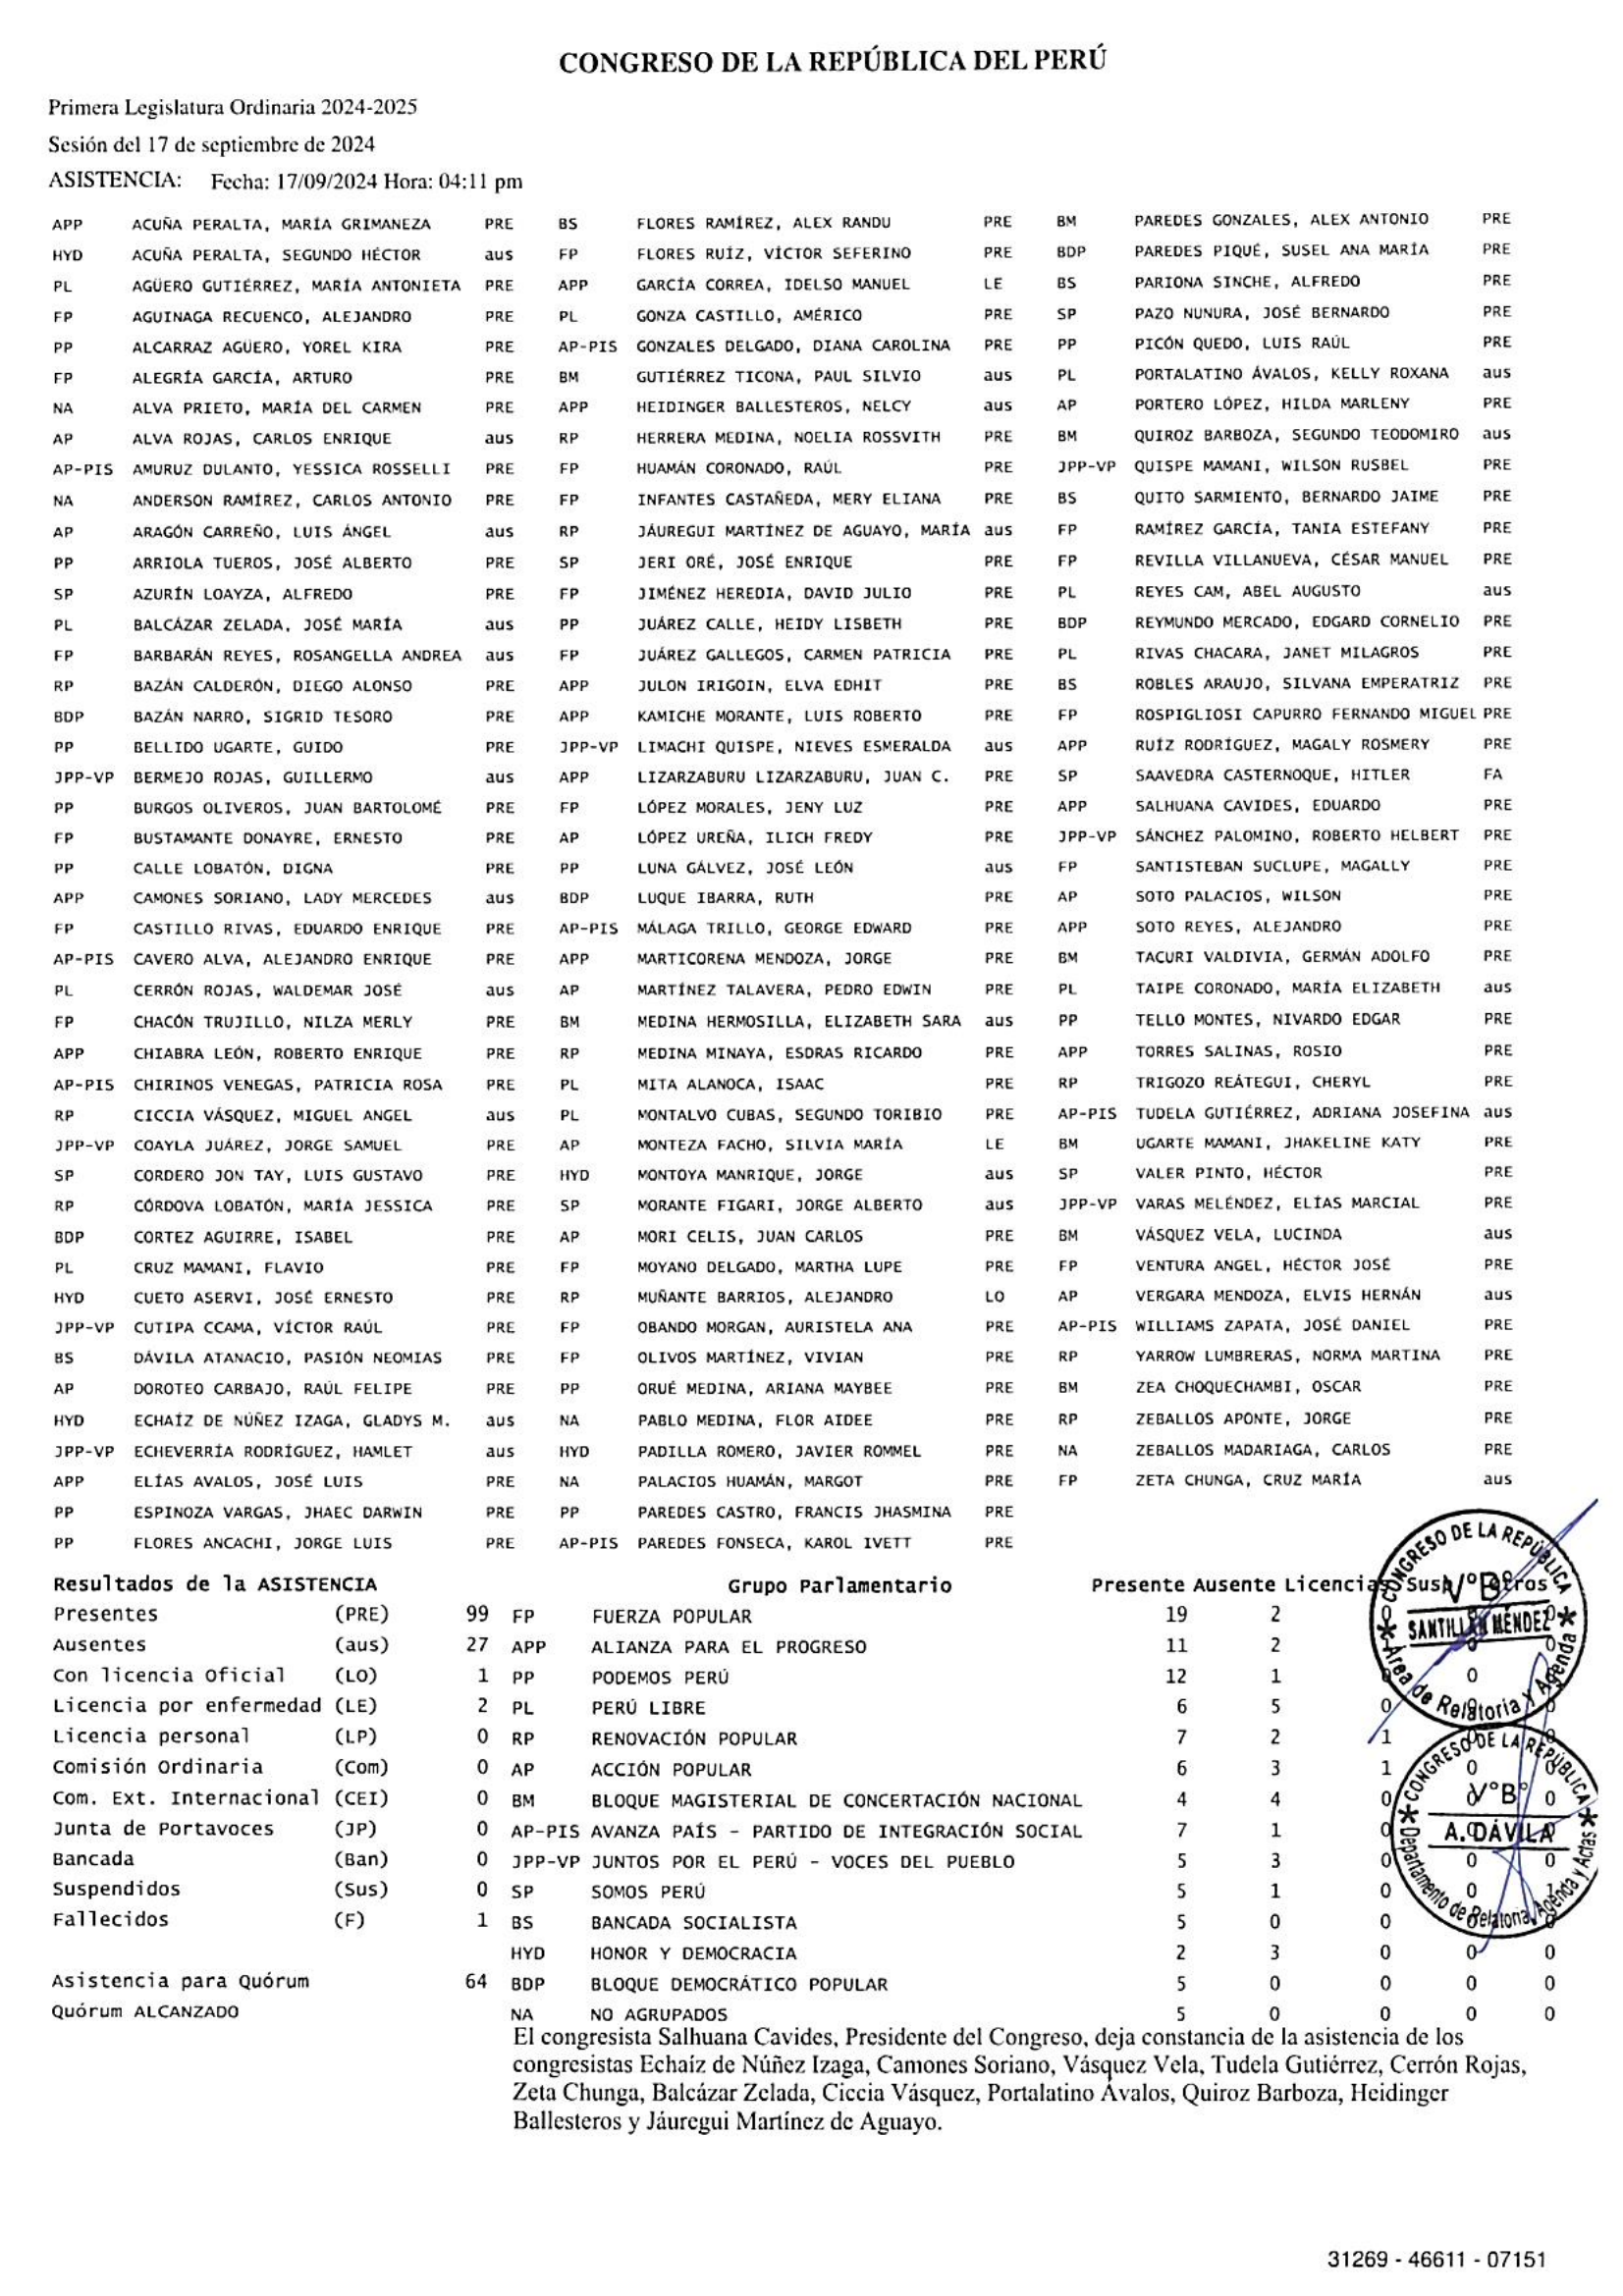 CONGRESO DE LA REPÚBLICA DEL PERÚ
Primera Legislatura Ordinaria 2024-2025
Sesión del 17 de septiembre de 2024
ASISTENCIA: Fecha: 17/09/2024 Hora: 04:11 pm
APP ACUÑA PERALTA, MARÍA GRIMANEZA PRE BS FLORES RAMÍREZ, ALEX RANDU PRE BM PAREDES GONZALES, ALEX ANTONIO PRE
HYD ACUÑA PERALTA, SEGUNDO HÉCTOR aus FP FLORES RUÍZ, VÍCTOR SEFERINO PRE BDP PAREDES PIQUÉ, SUSEL ANA MARÍA PRE
PL AGÜERO GUTIÉRREZ, MARÍA ANTONIETA PRE APP GARCÍA CORREA, IDELSO MANUEL LE BS PARIONA SINCHE, ALFREDO PRE
FP AGUINAGA RECUENCO, ALEJANDRO PRE PL GONZA CASTILLO, AMÉRICO PRE SP PAZO NUNURA, JOSÉ BERNARDO PRE
PP ALCARRAZ AGÜERO, YOREL KIRA PRE AP-PIS GONZALES DELGADO, DIANA CAROLINA PRE PP PICÓN QUEDO, LUIS RAÚL PRE
FP ALEGRÍA GARCÍA, ARTURO PRE BM GUTIÉRREZ TICONA, PAUL SILVIO aus PL PORTALATINO ÁVALOS, KELLY ROXANA aus
NA ALVA PRIETO, MARÍA DEL CARMEN PRE APP HEIDINGER BALLESTEROS, NELCY aus AP PORTERO LÓPEZ, HILDA MARLENY PRE
AP ALVA ROJAS, CARLOS ENRIQUE aus RP HERRERA MEDINA, NOELIA ROSSVITH PRE BM QUIROZ BARBOZA, SEGUNDO TEODOMIRO aus
AP-PIS AMURUZ DULANTO, YESSICA ROSSELLI PRE FP HUAMÁN CORONADO, RAÚL PRE JPP-VP QUISPE MAMANI, WILSON RUSBEL PRE
NA ANDERSON RAMÍREZ, CARLOS ANTONIO PRE FP INFANTES CASTAÑEDA, MERY ELIANA PRE BS QUITO SARMIENTO, BERNARDO JAIME PRE
AP ARAGÓN CARREÑO, LUIS ÁNGEL aus RP JÁUREGUI MARTÍNEZ DE AGUAYO, MARÍA aus FP RAMÍREZ GARCÍA, TANIA ESTEFANY PRE
PP ARRIOLA TUEROS, JOSÉ ALBERTO PRE SP JERI ORÉ, JOSÉ ENRIQUE PRE FP REVILLA VILLANUEVA, CÉSAR MANUEL PRE
SP AZURÍN LOAYZA, ALFREDO PRE FP JIMÉNEZ HEREDIA, DAVID JULIO PRE PL REYES CAM, ABEL AUGUSTO aus
PL BALCÁZAR ZELADA, JOSÉ MARÍA aus PP JUÁREZ CALLE, HEIDY LISBETH PRE BDP REYMUNDO MERCADO, EDGARD CORNELIO PRE
FP BARBARÁN REYES, ROSANGELLA ANDREA aus FP JUÁREZ GALLEGOS, CARMEN PATRICIA PRE PL RIVAS CHACARA, JANET MILAGROS PRE
RP BAZÁN CALDERÓN, DIEGO ALONSO PRE APP JULON IRIGOIN, ELVA EDHIT PRE BS ROBLES ARAUJO, SILVANA EMPERATRIZ PRE
BDP BAZÁN NARRO, SIGRID TESORO PRE APP KAMICHE MORANTE, LUIS ROBERTO PRE FP ROSPIGLIOSI CAPURRO FERNANDO MIGUEL PRE
PP BELLIDO UGARTE, GUIDO PRE JPP-VP LIMACHI QUISPE, NIEVES ESMERALDA aus APP RUÍZ RODRÍGUEZ, MAGALY ROSMERY PRE
JPP-VP BERMEJO ROJAS, GUILLERMO aus APP LIZARZABURU LIZARZABURU, JUAN C. PRE SP SAAVEDRA CASTERNOQUE, HITLER FA
PP BURGOS OLIVEROS, JUAN BARTOLOMÉ PRE FP LÓPEZ MORALES, JENY LUZ PRE APP SALHUANA CAVIDES, EDUARDO PRE
FP BUSTAMANTE DONAYRE, ERNESTO PRE AP LÓPEZ UREÑA, ILICH FREDY PRE JPP-VP SÁNCHEZ PALOMINO, ROBERTO HELBERT PRE
PP CALLE LOBATÓN, DIGNA PRE PP LUNA GÁLVEZ, JOSÉ LEÓN aus FP SANTISTEBAN SUCLUPE, MAGALLY PRE
APP CAMONES SORIANO, LADY MERCEDES aus BDP LUQUE IBARRA, RUTH PRE AP SOTO PALACIOS, WILSON PRE
FP CASTILLO RIVAS, EDUARDO ENRIQUE PRE AP-PIS MÁLAGA TRILLO, GEORGE EDWARD PRE APP SOTO REYES, ALEJANDRO PRE
AP-PIS CAVERO ALVA, ALEJANDRO ENRIQUE PRE APP MARTICORENA MENDOZA, JORGE PRE BM TACURI VALDIVIA, GERMÁN ADOLFO PRE
PL CERRÓN ROJAS, WALDEMAR JOSÉ aus AP MARTÍNEZ TALAVERA, PEDRO EDWIN PRE PL TAIPE CORONADO, MARÍA ELIZABETH aus
FP CHACÓN TRUJILLO, NILZA MERLY PRE BM MEDINA HERMOSILLA, ELIZABETH SARA aus PP TELLO MONTES, NIVARDO EDGAR PRE
APP CHIABRA LEÓN, ROBERTO ENRIQUE PRE RP MEDINA MINAYA, ESDRAS RICARDO PRE APP TORRES SALINAS, ROSIO PRE
AP-PIS CHIRINOS VENEGAS, PATRICIA ROSA PRE PL MITA ALANOCA, ISAAC PRE RP TRIGOZO REÁTEGUI, CHERYL PRE
RP CICCIA VÁSQUEZ, MIGUEL ANGEL aus PL MONTALVO CUBAS, SEGUNDO TORIBIO PRE AP-PIS TUDELA GUTIÉRREZ, ADRIANA JOSEFINA aus
JPP-VP COAYLA JUÁREZ, JORGE SAMUEL PRE AP MONTEZA FACHO, SILVIA MARÍA LE BM UGARTE MAMANI, JHAKELINE KATY PRE
SP CORDERO JON TAY, LUIS GUSTAVO PRE HYD MONTOYA MANRIQUE, JORGE aus SP VALER PINTO, HÉCTOR PRE
RP CÓRDOVA LOBATÓN, MARÍA JESSICA PRE SP MORANTE FIGARI, JORGE ALBERTO aus JPP-VP VARAS MELÉNDEZ, ELÍAS MARCIAL PRE
BDP CORTEZ AGUIRRE, ISABEL PRE AP MORI CELIS, JUAN CARLOS PRE BM VÁSQUEZ VELA, LUCINDA aus
PL CRUZ MAMANI, FLAVIO PRE FP MOYANO DELGADO, MARTHA LUPE PRE FP VENTURA ANGEL, HÉCTOR JOSÉ PRE
HYD CUETO ASERVI, JOSÉ ERNESTO PRE RP MUÑANTE BARRIOS, ALEJANDRO LO AP VERGARA MENDOZA, ELVIS HERNÁN aus
JPP-VP CUTIPA CCAMA, VÍCTOR RAÚL PRE FP OBANDO MORGAN, AURISTELA ANA PRE AP-PIS WILLIAMS ZAPATA, JOSÉ DANIEL PRE
BS DÁVILA ATANACIO, PASIÓN NEOMIAS PRE FP OLIVOS MARTÍNEZ, VIVIAN PRE RP YARROW LUMBRERAS, NORMA MARTINA PRE
AP DOROTEO CARBAJO, RAÚL FELIPE PRE PP ORUÉ MEDINA, ARIANA MAYBEE PRE BM ZEA CHOQUECHAMBI, OSCAR PRE
HYD ECHAÍZ DE NÚÑEZ IZAGA, GLADYS M. aus NA PABLO MEDINA, FLOR AIDEE PRE RP ZEBALLOS APONTE, JORGE PRE
JPP-VP ECHEVERRÍA RODRÍGUEZ, HAMLET aus HYD PADILLA ROMERO, JAVIER ROMMEL PRE NA ZEBALLOS MADARIAGA, CARLOS PRE
APP ELÍAS AVALOS, JOSÉ LUIS PRE NA PALACIOS HUAMÁN, MARGOT PRE FP ZETA CHUNGA, CRUZ MARÍA aus
PP ESPINOZA VARGAS, JHAEC DARWIN PRE PP PAREDES CASTRO, FRANCIS JHASMINA PRE
PP FLORES ANCACHI, JORGE LUIS PRE AP-PIS PAREDES FONSECA, KAROL IVETT PRE
Resultados de la ASISTENCIA Grupo Parlamentario Presente Ausente Licencias Susp. Otros
Presentes (PRE) 99 FP FUERZA POPULAR 19 2 0
Ausentes (aus) 27 APP ALIANZA PARA EL PROGRESO 11 2 0 0
Con licencia Oficial (LO) 1 PP PODEMOS PERÚ 12 1 0 0
Licencia por enfermedad (LE) 2 PL PERÚ LIBRE 6 5 0 0 0
Licencia personal (LP) 0 RP RENOVACIÓN POPULAR 7 2 1 0 0
Comisión Ordinaria (Com) 0 AP ACCIÓN POPULAR 6 3 1 0 0
Com. Ext. Internacional (CEI) 0 BM BLOQUE MAGISTERIAL DE CONCERTACIÓN NACIONAL 4 4 0 0 0
Junta de Portavoces (JP) 0 AP-PIS AVANZA PAÍS - PARTIDO DE INTEGRACIÓN SOCIAL 7 1 0 0
Bancada (Ban) 0 JPP-VP JUNTOS POR EL PERÚ - VOCES DEL PUEBLO 5 3 0 0 0
Suspendidos (Sus) 0 SP SOMOS PERÚ 5 1 0 0 1
Fallecidos (F) 1 BS BANCADA SOCIALISTA 5 0 0 0 0
HYD HONOR Y DEMOCRACIA 2 3 0 0 0
Asistencia para Quórum 64 BDP BLOQUE DEMOCRÁTICO POPULAR 5 0 0 0 0
Quórum ALCANZADO NA NO AGRUPADOS 5 0 0 0 0
CONGRESO DE LA REPÚBLICA
V°B°
SANTILLÁN MÉNDEZ
Área de Relatoría y Agenda
CONGRESO DE LA REPÚBLICA
V°B°
A. DÁVILA
Departamento de Relatoría, Agenda y Actas
El congresista Salhuana Cavides, Presidente del Congreso, deja constancia de la asistencia de los
congresistas Echaíz de Núñez Izaga, Camones Soriano, Vásquez Vela, Tudela Gutiérrez, Cerrón Rojas,
Zeta Chunga, Balcázar Zelada, Ciccia Vásquez, Portalatino Ávalos, Quiroz Barboza, Heidinger
Ballesteros y Jáuregui Martínez de Aguayo.
31269 - 46611 - 07151